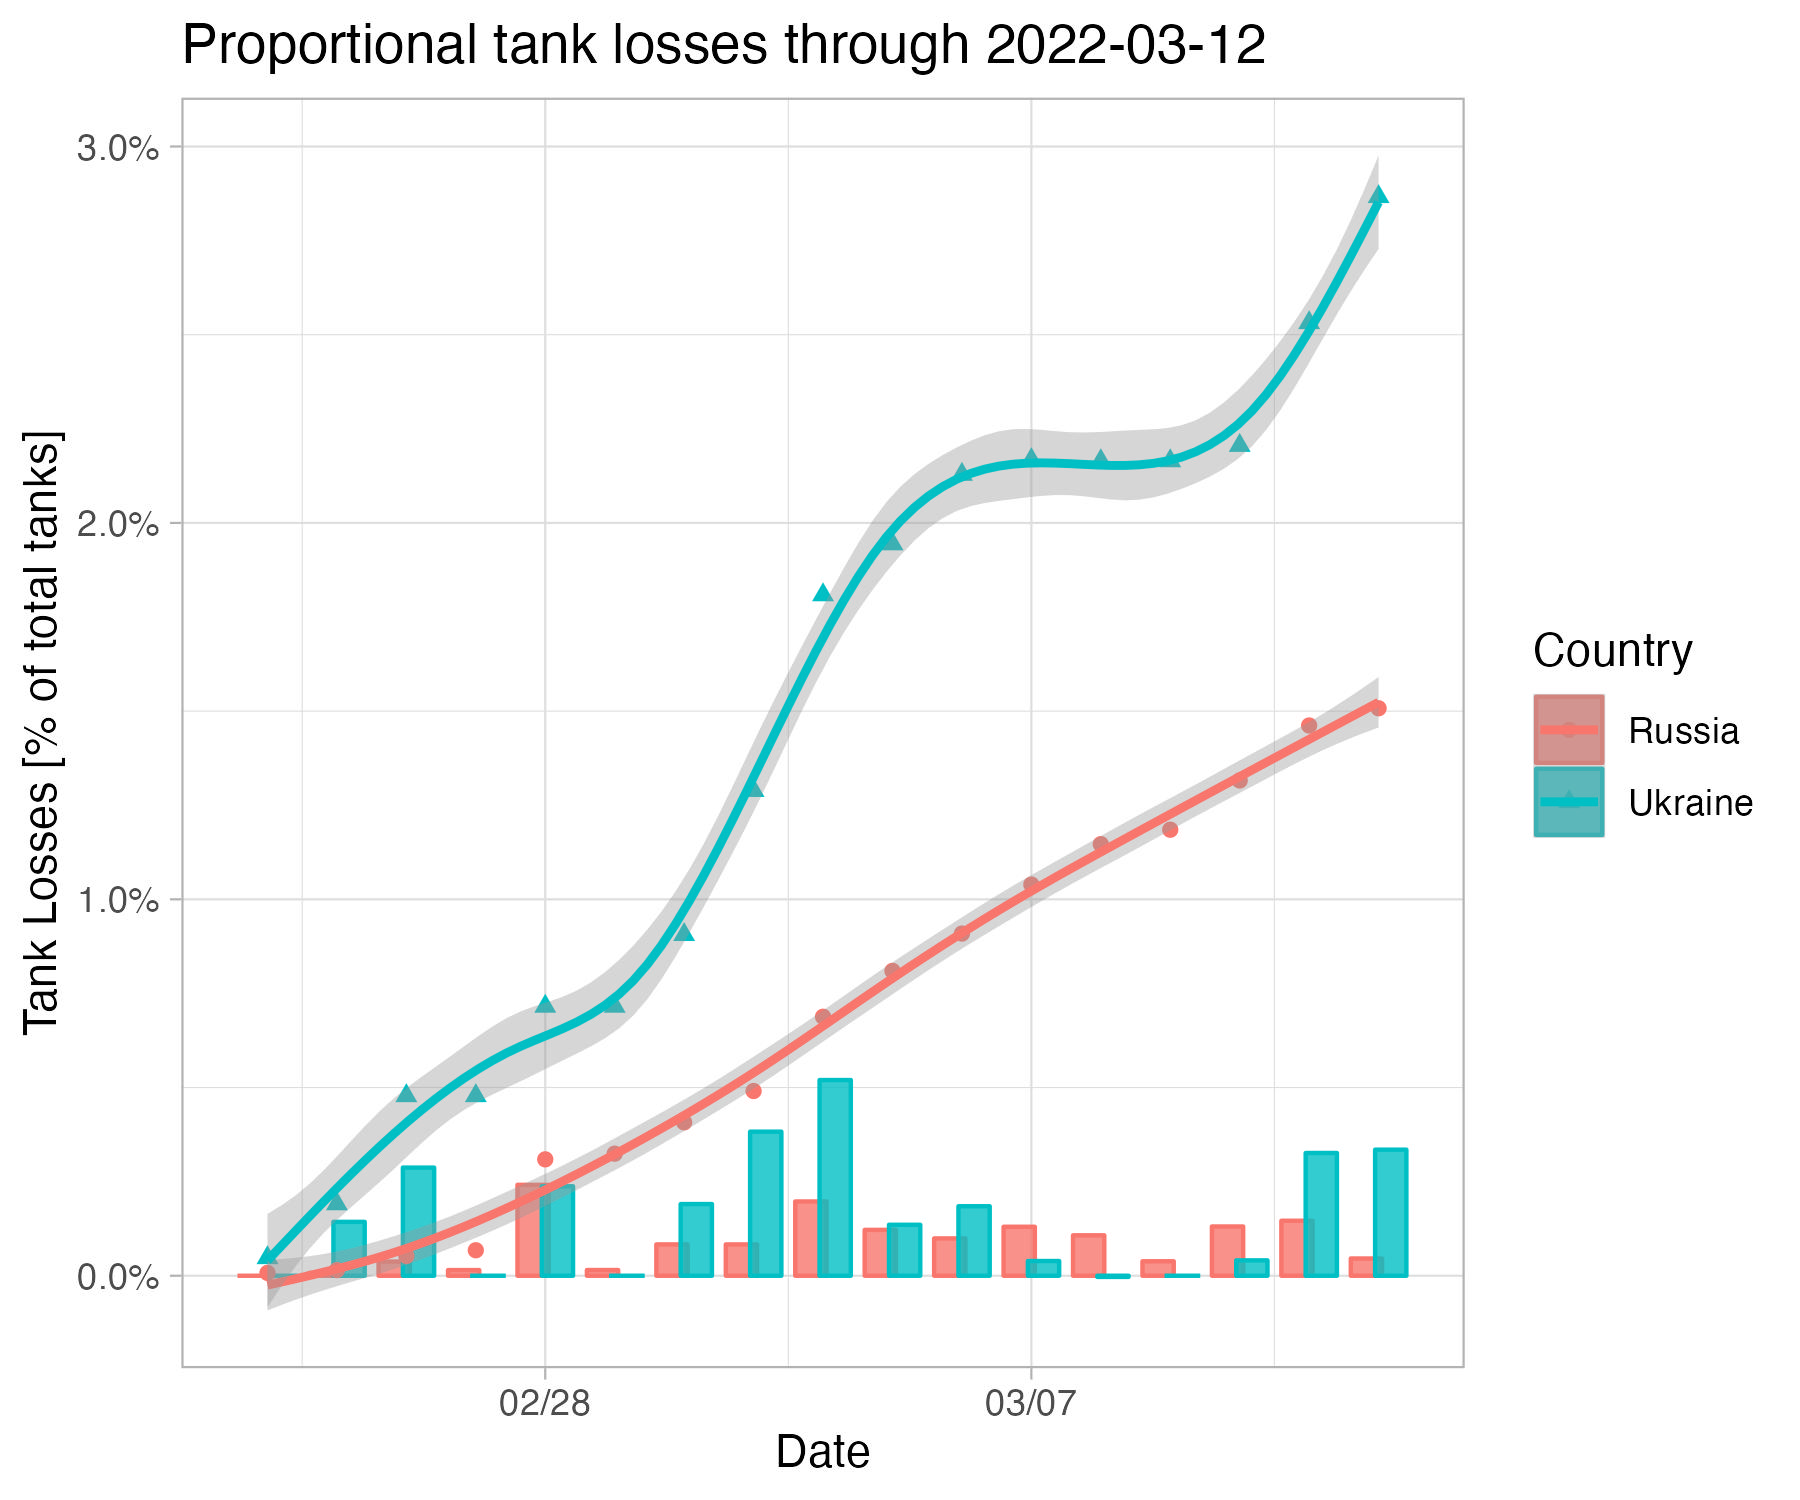 Proportional tank losses through 2022-03-12
Tank Losses [% of total tanks]
3.0%
2.0%
1.0%
0.0%
02/28
03/07
Date
Country
Russia
Ukraine